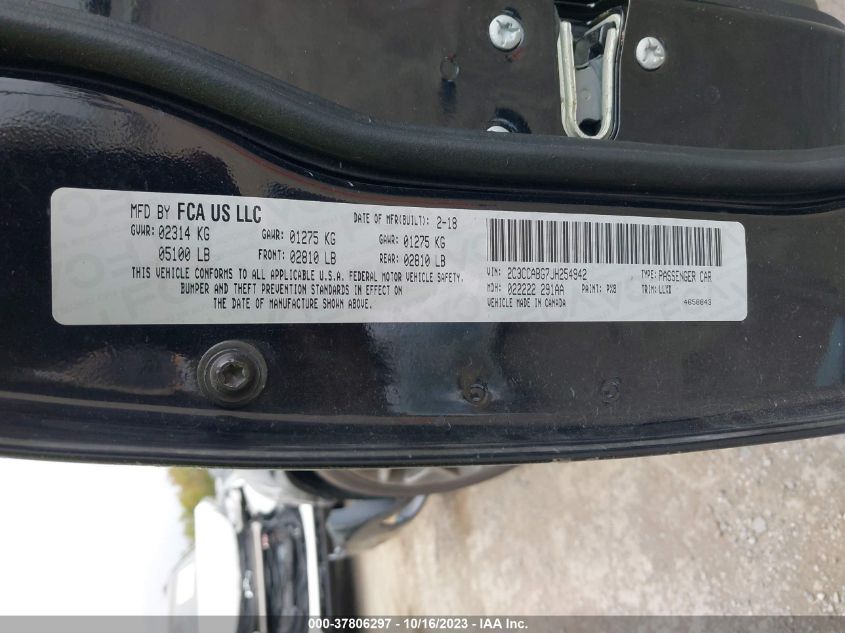 MFD BY FCA US LLC
DATE OF MFR(BUILT): 2-18
GVWR: 02314 KG GAWR: 01275 KG GAWR: 01275 KG
05100 LB FRONT: 02810 LB REAR: 02810 LB
THIS VEHICLE CONFORMS TO ALL APPLICABLE U.S.A. FEDERAL MOTOR VEHICLE SAFETY,
BUMPER AND THEFT PREVENTION STANDARDS IN EFFECT ON
THE DATE OF MANUFACTURE SHOWN ABOVE.
VIN: 2C3CCABG7JH254942 TYPE: PASSENGER CAR
MDH: 022222 291AA PAINT: PX8 TRIM: LLX9
VEHICLE MADE IN CANADA 4658843
000-37806297 - 10/16/2023 - IAA Inc.